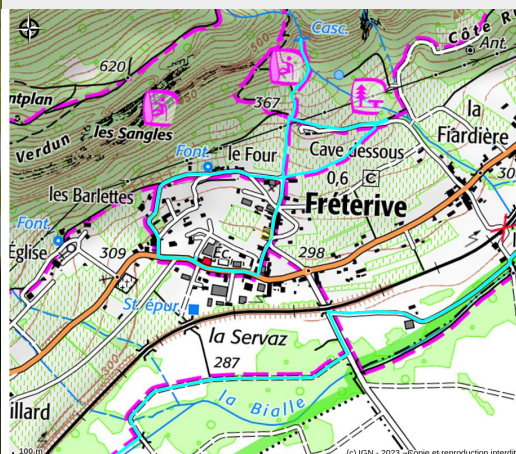 Casc.
Côte R
Ant.
620
ntplan
367
la
Fiardière
les Sangles
Verdun
Font.
le Four
Cave dessous
0,6 C
30
les Barlettes
Fréterive
Font.
Église
309
EC
298
St. épur.
la Servaz
287
300
la Bialle
illard
100 m
(c) IGN - 2023 - Copie et reproduction interdit